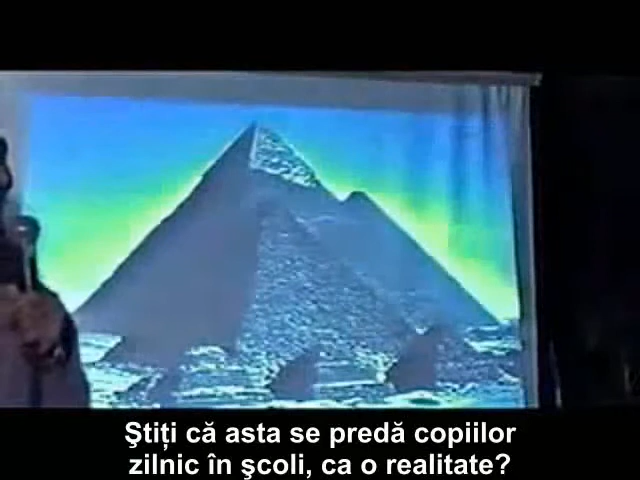 Ştiţi că asta se predă copiilor
zilnic în şcoli, ca o realitate?